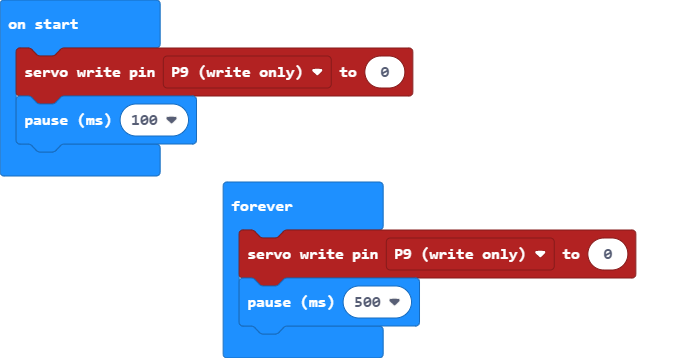 on start
servo write pin P9 (write only) to 0
pause (ms) 100
forever
servo write pin P9 (write only) to 0
pause (ms) 500